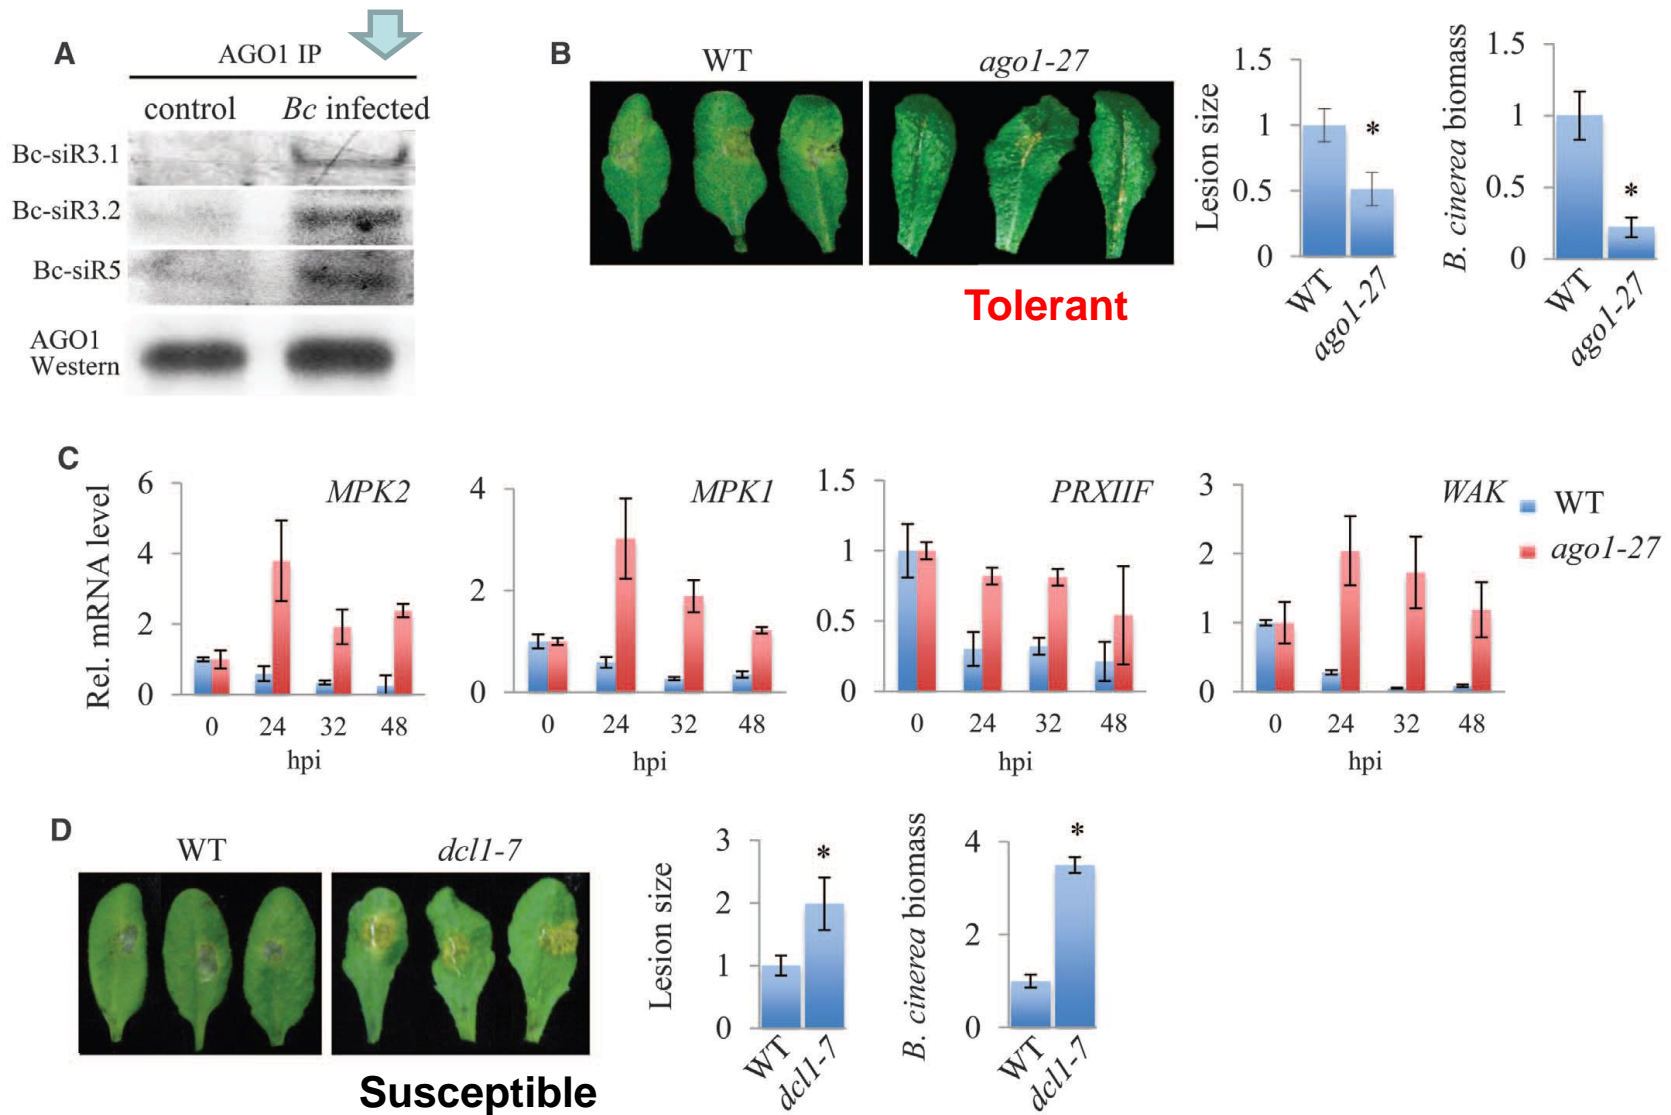 A
AGO1 IP
control Bc infected
Bc-siR3.1
Bc-siR3.2
Bc-siR5
AGO1
Western
B
WT ago1-27
Tolerant
Lesion size
1.5
1
0.5
0
*
WT ago1-27
B. cinerea biomass
1.5
1
0.5
0
*
WT ago1-27
C
Rel. mRNA level
MPK2
6
4
2
0
0 24 32 48
hpi
MPK1
4
2
0
0 24 32 48
hpi
PRXIIF
1.5
1
0.5
0
0 24 32 48
hpi
WAK
3
2
1
0
0 24 32 48
hpi
WT
ago1-27
D
WT dcl1-7
Susceptible
Lesion size
3
2
1
0
*
WT dcl1-7
B. cinerea biomass
4
2
0
*
WT dcl1-7